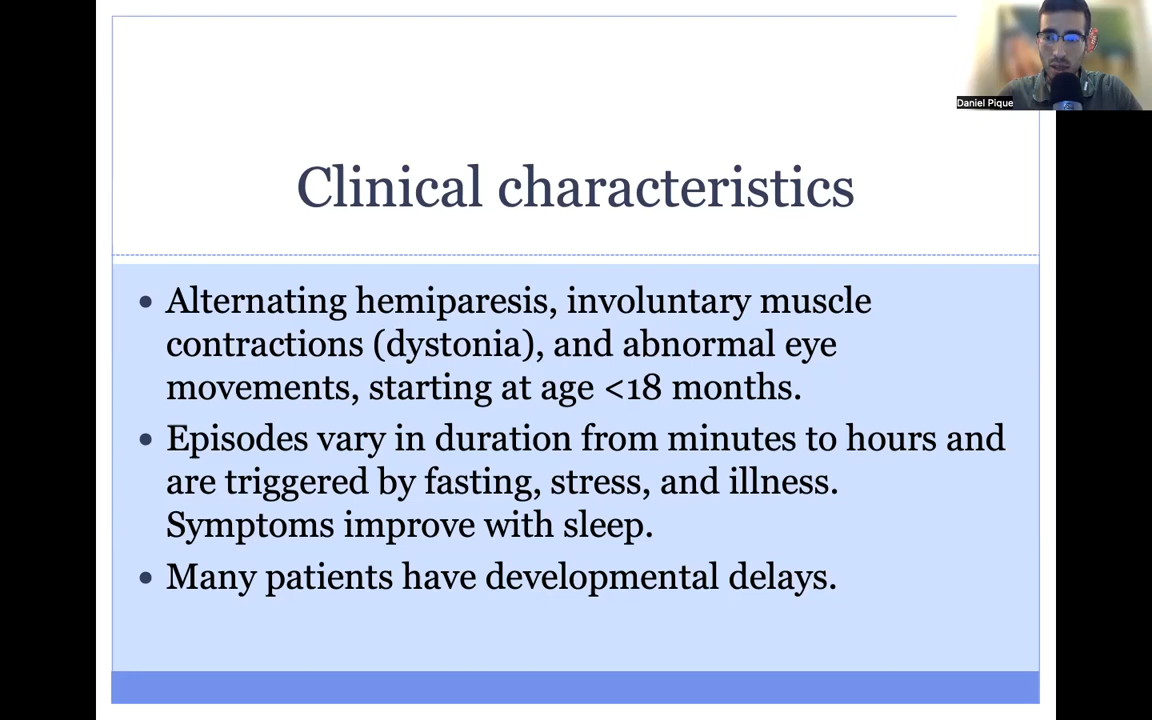 Daniel Pique
Clinical characteristics
• Alternating hemiparesis, involuntary muscle
contractions (dystonia), and abnormal eye
movements, starting at age <18 months.
• Episodes vary in duration from minutes to hours and
are triggered by fasting, stress, and illness.
Symptoms improve with sleep.
• Many patients have developmental delays.